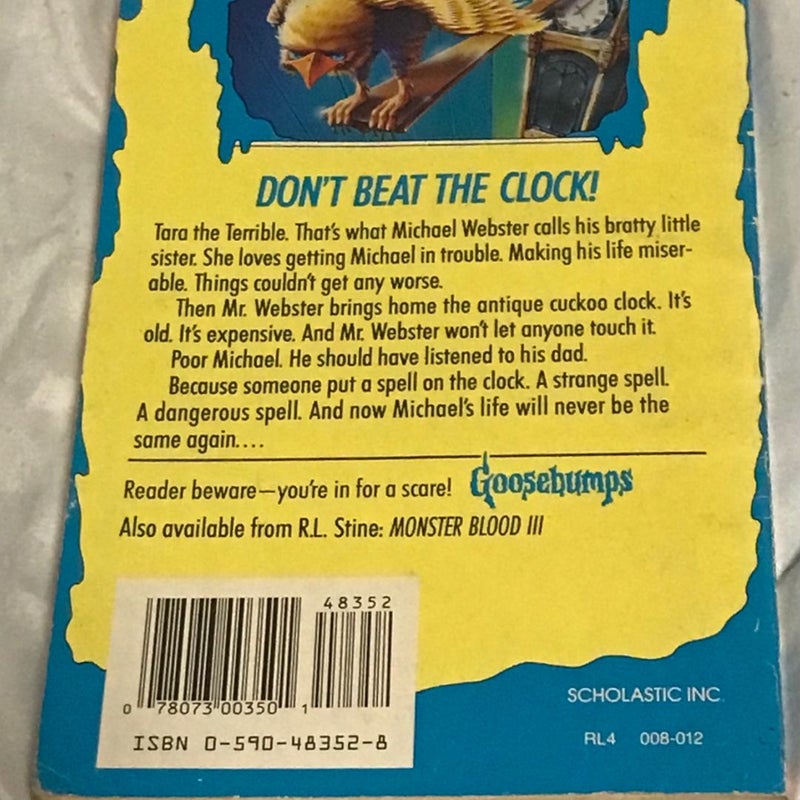 DON'T BEAT THE CLOCK!
Tara the Terrible. That's what Michael Webster calls his bratty little
sister. She loves getting Michael in trouble. Making his life miser-
able. Things couldn't get any worse.
Then Mr. Webster brings home the antique cuckoo clock. It's
old. It's expensive. And Mr. Webster won't let anyone touch it.
Poor Michael. He should have listened to his dad.
Because someone put a spell on the clock. A strange spell.
A dangerous spell. And now Michael's life will never be the
same again....
Reader beware—you're in for a scare! Goosebumps
Also available from R.L. Stine: MONSTER BLOOD III
48352
0 78073 00350 1
ISBN 0-590-48352-8
SCHOLASTIC INC.
RL4 008-012